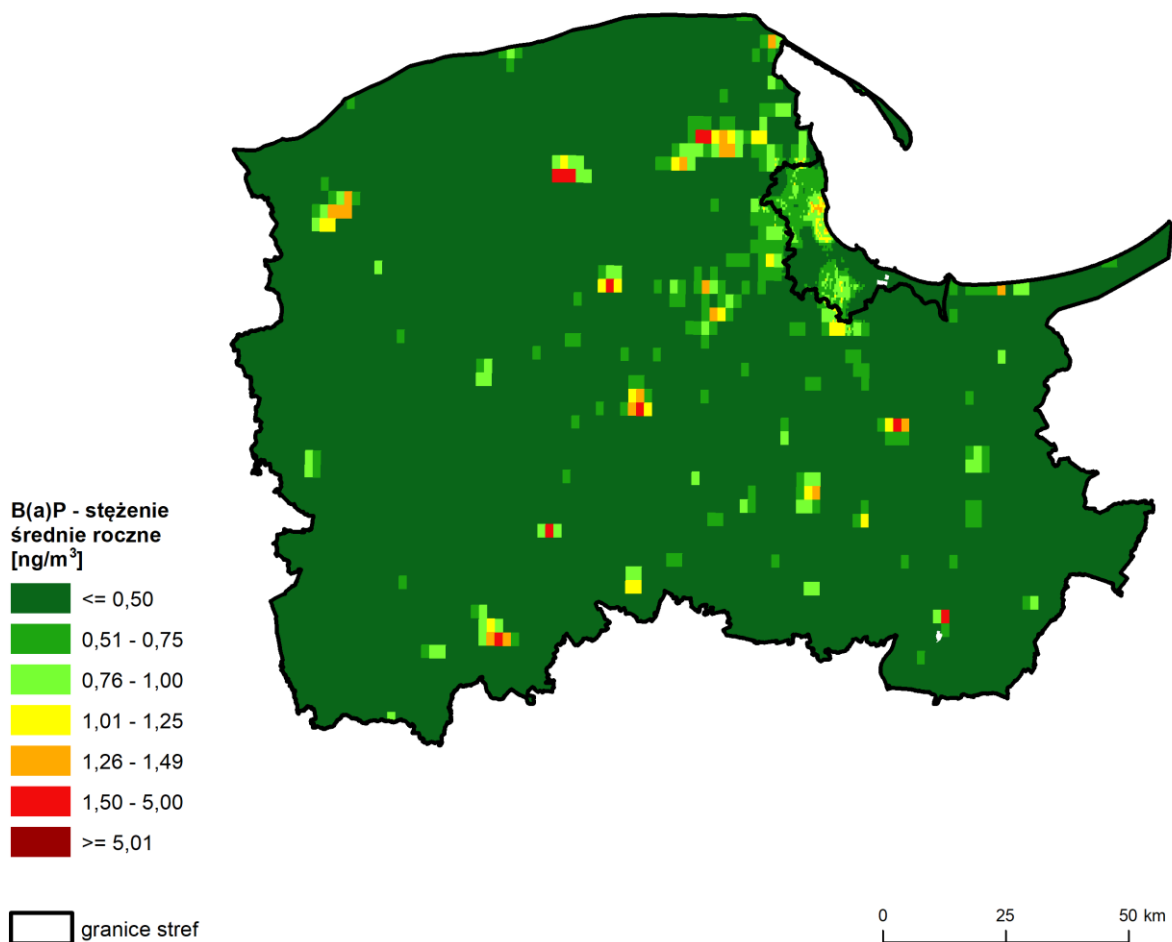 B(a)P - stężenie
średnie roczne
[ng/m³]
<= 0,50
0,51 - 0,75
0,76 - 1,00
1,01 - 1,25
1,26 - 1,49
1,50 - 5,00
>= 5,01
granice stref
0 25 50 km